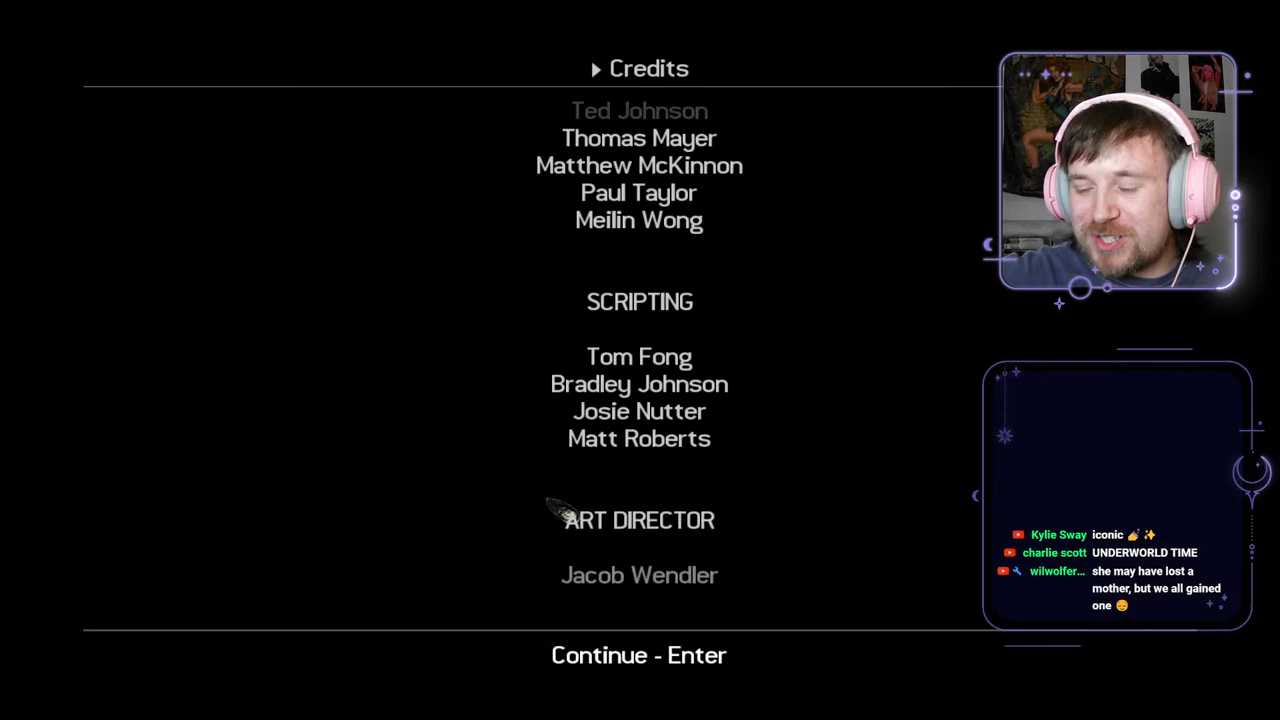 Credits
Ted Johnson
Thomas Mayer
Matthew McKinnon
Paul Taylor
Meilin Wong
SCRIPTING
Tom Fong
Bradley Johnson
Josie Nutter
Matt Roberts
ART DIRECTOR
Jacob Wendler
Continue - Enter
Kylie Sway iconic 💅 ✨
charlie scott UNDERWORLD TIME
wilwolfer… she may have lost a
mother, but we all gained
one 😌